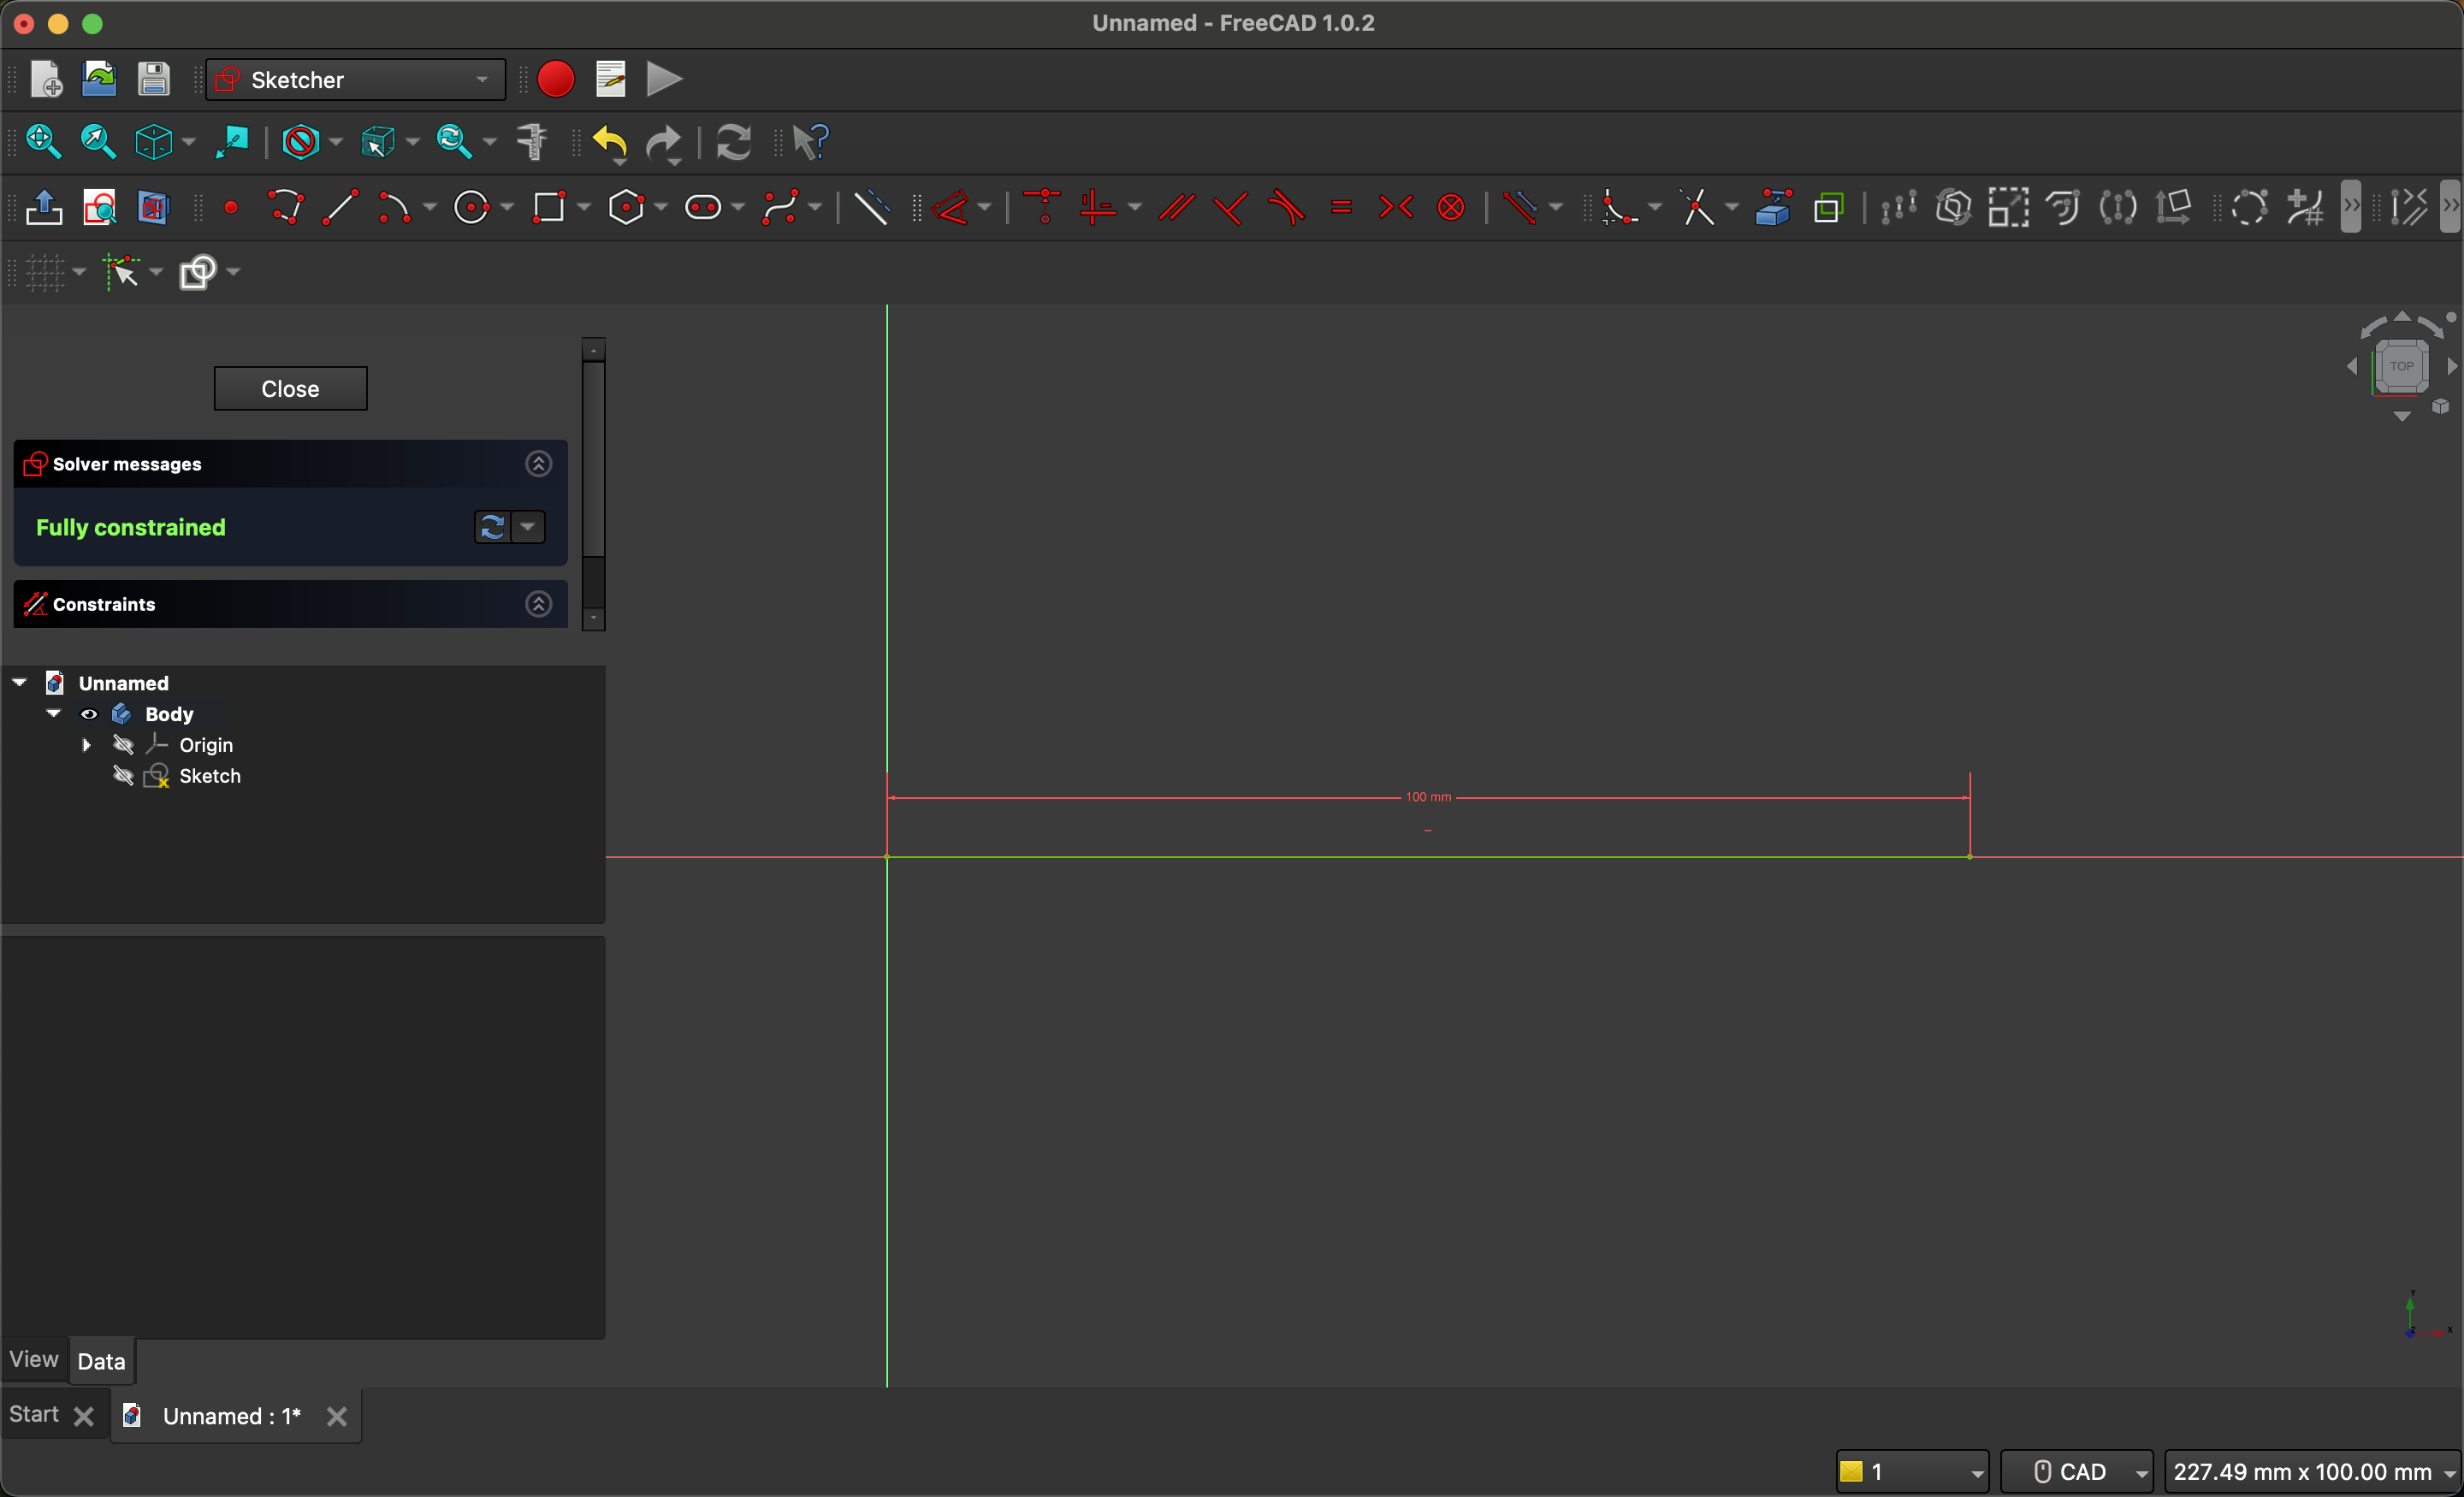 Unnamed - FreeCAD 1.0.2
Sketcher
TOP
Close
Solver messages
Fully constrained
Constraints
Unnamed
Body
Origin
Sketch
100 mm
Y
Z
X
View
Data
Start
Unnamed : 1*
1
CAD
227.49 mm x 100.00 mm